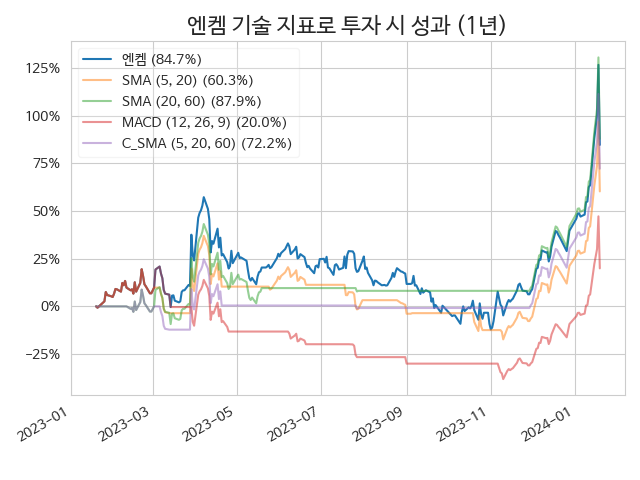 엔켐 기술 지표로 투자 시 성과 (1년)
엔켐 (84.7%)
SMA (5, 20) (60.3%)
SMA (20, 60) (87.9%)
MACD (12, 26, 9) (20.0%)
C_SMA (5, 20, 60) (72.2%)
125%
100%
75%
50%
25%
0%
−25%
2023−01
2023−03
2023−05
2023−07
2023−09
2023−11
2024−01